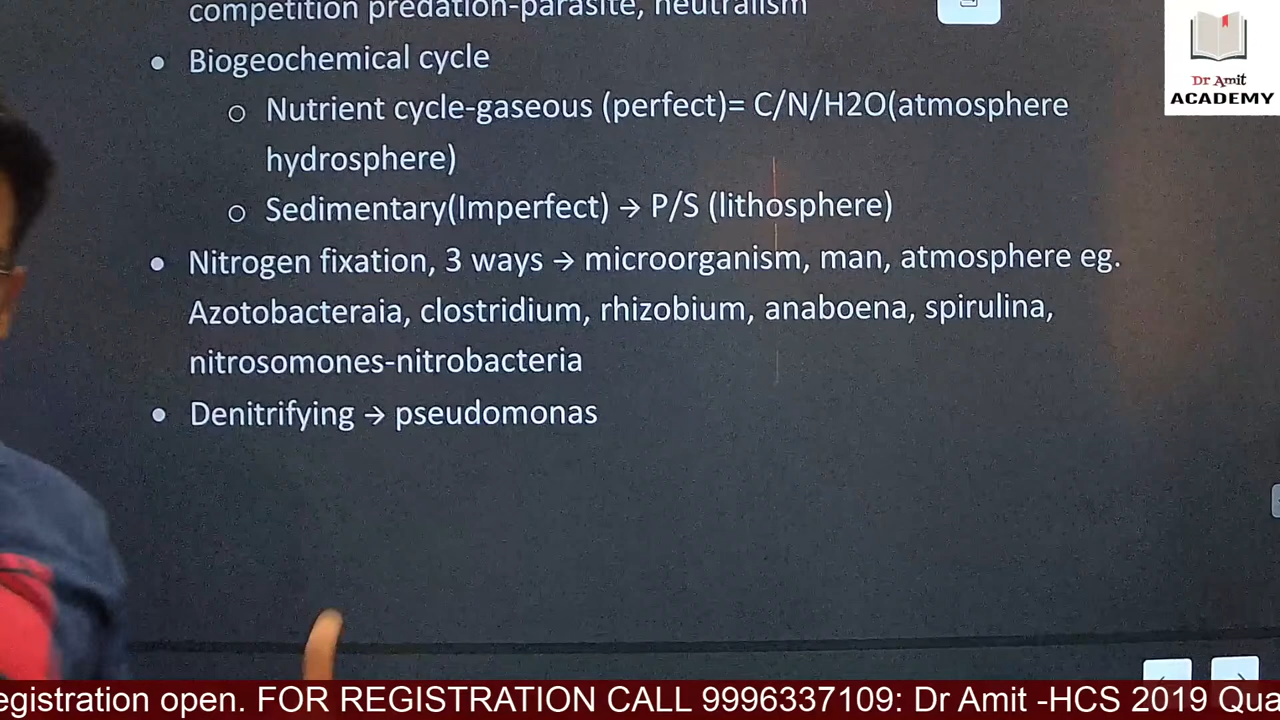 competition predation-parasite, neutralism
• Biogeochemical cycle
o Nutrient cycle-gaseous (perfect)= C/N/H2O(atmosphere
hydrosphere)
o Sedimentary(Imperfect) → P/S (lithosphere)
• Nitrogen fixation, 3 ways → microorganism, man, atmosphere eg.
Azotobacteraia, clostridium, rhizobium, anaboena, spirulina,
nitrosomones-nitrobacteria
• Denitrifying → pseudomonas
Dr Amit
ACADEMY
egistration open. FOR REGISTRATION CALL 9996337109: Dr Amit -HCS 2019 Qua